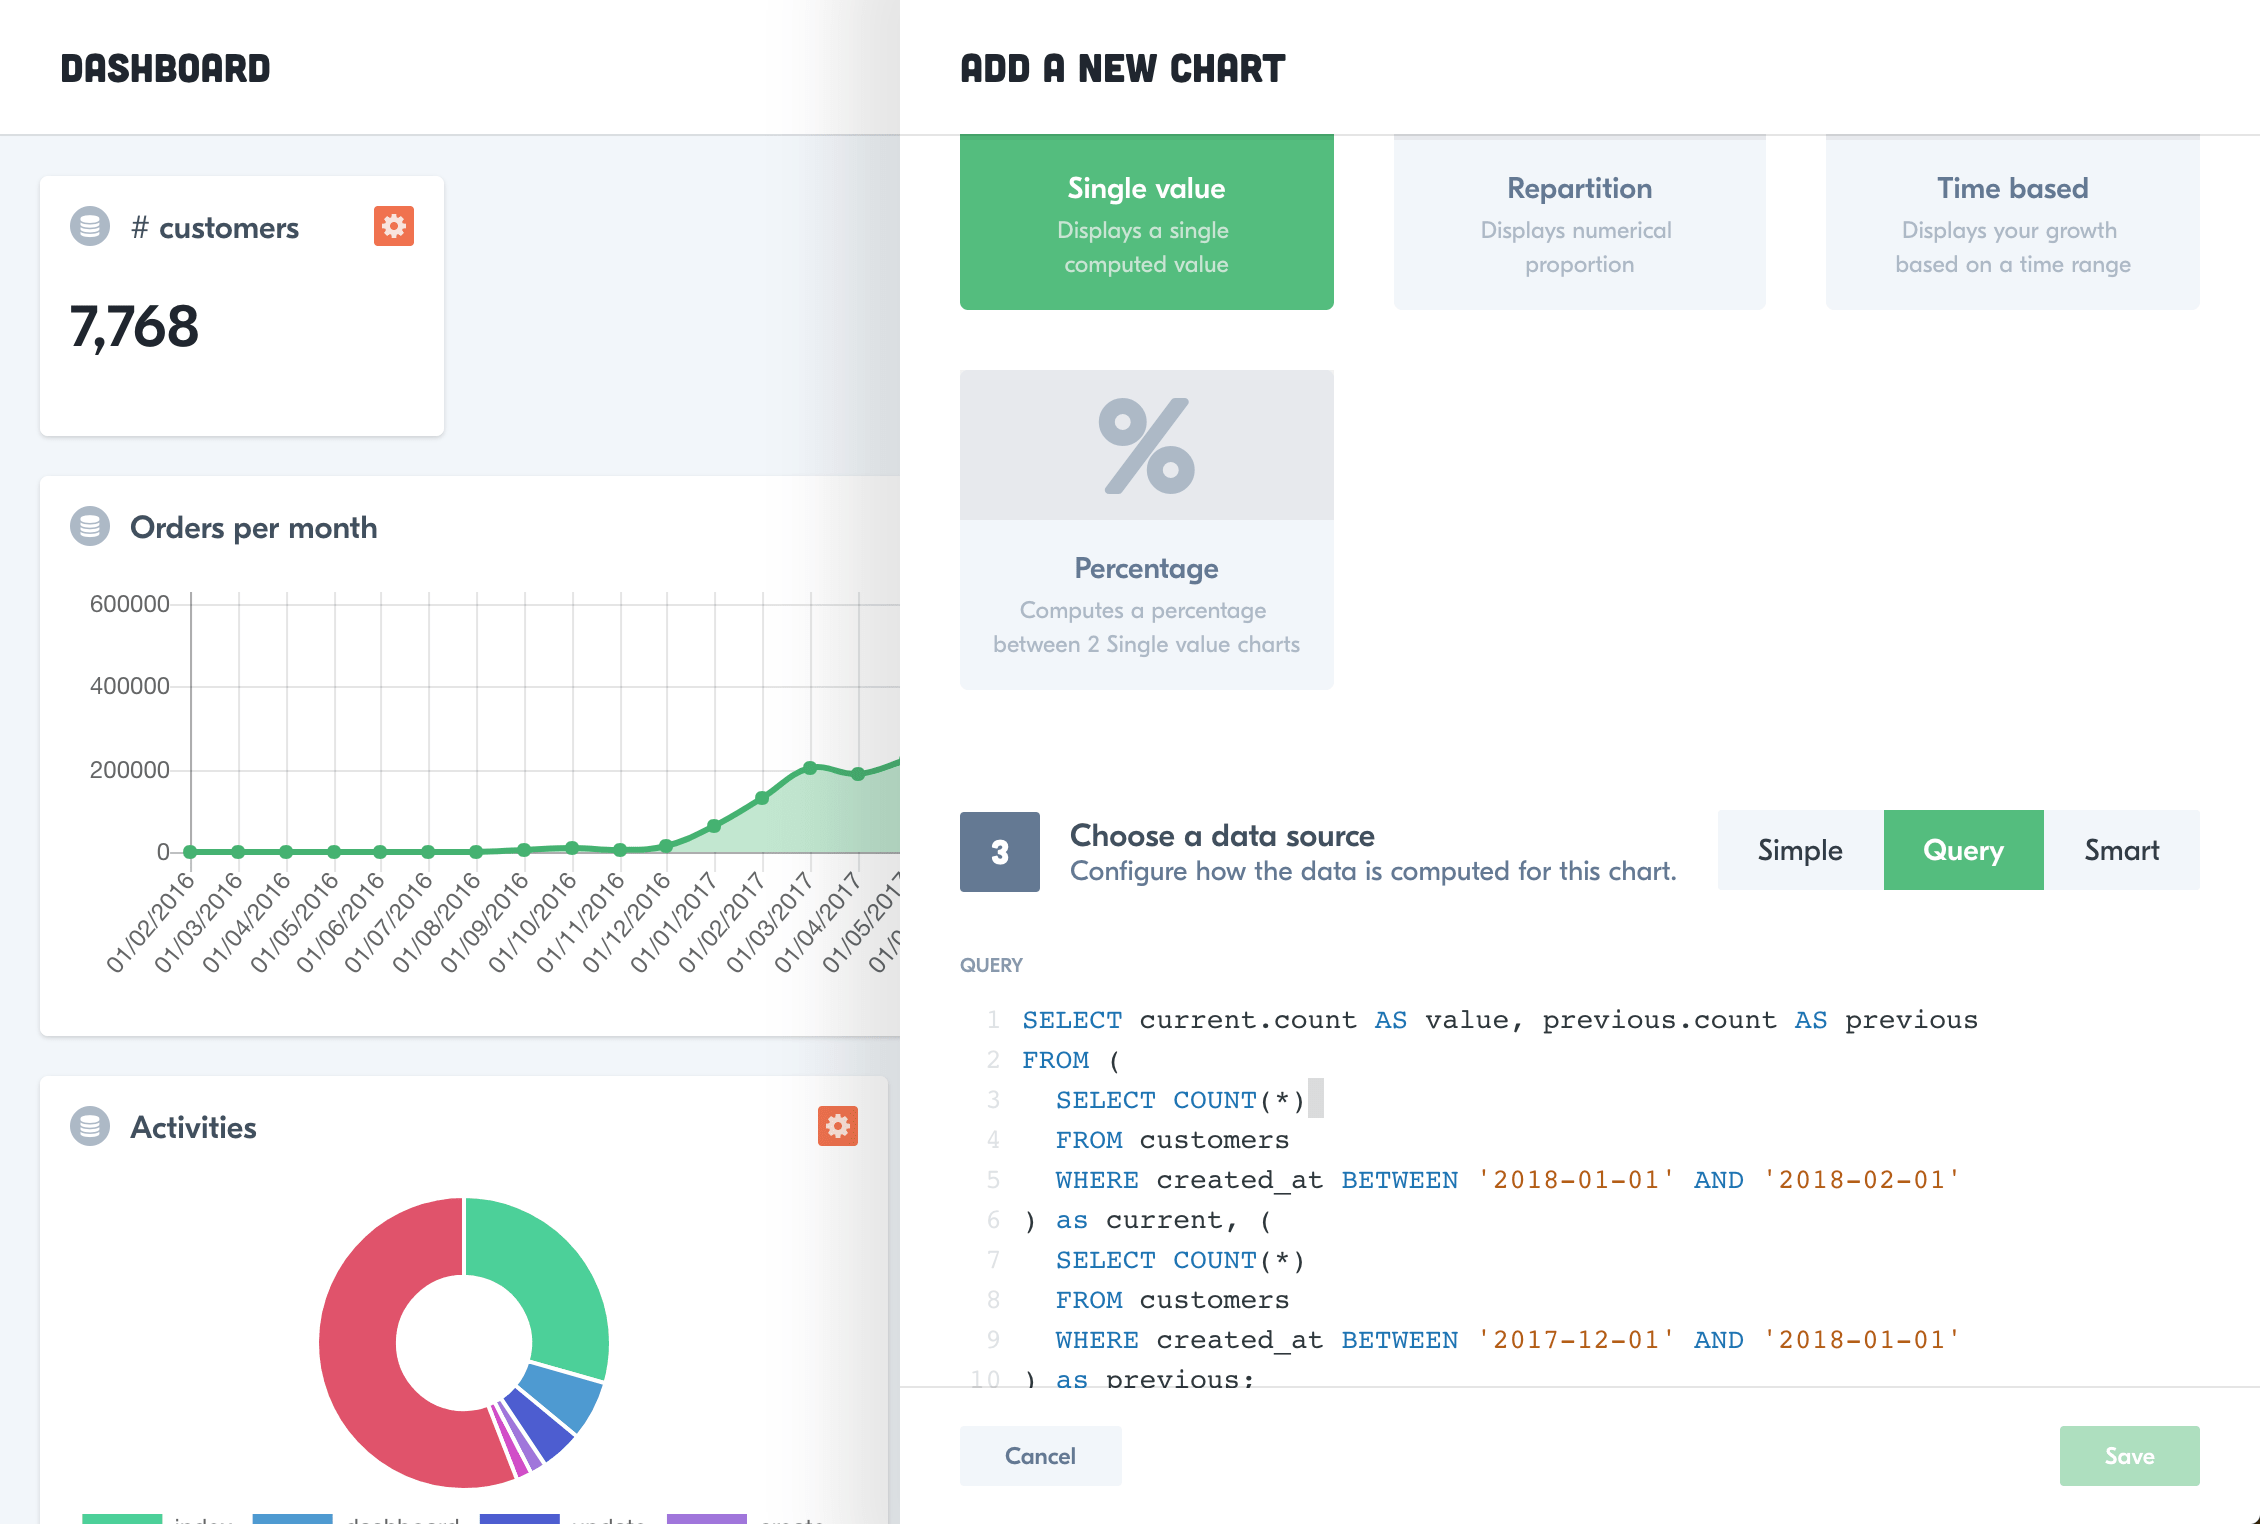 DASHBOARD
# customers
7,768
Orders per month
600000
400000
200000
0
01/02/2016
01/03/2016
01/04/2016
01/05/2016
01/06/2016
01/07/2016
01/08/2016
01/09/2016
01/10/2016
01/11/2016
01/12/2016
01/01/2017
01/02/2017
01/03/2017
01/04/2017
01/05/2017
Activities
index
dashboard
update
create
ADD A NEW CHART
Single value
Displays a single
computed value
Repartition
Displays numerical
proportion
Time based
Displays your growth
based on a time range
%
Percentage
Computes a percentage
between 2 Single value charts
3
Choose a data source
Configure how the data is computed for this chart.
Simple
Query
Smart
QUERY
1 SELECT current.count AS value, previous.count AS previous
2 FROM (
3 SELECT COUNT(*)
4 FROM customers
5 WHERE created_at BETWEEN '2018-01-01' AND '2018-02-01'
6 ) as current, (
7 SELECT COUNT(*)
8 FROM customers
9 WHERE created_at BETWEEN '2017-12-01' AND '2018-01-01'
10 ) as previous;
Cancel
Save